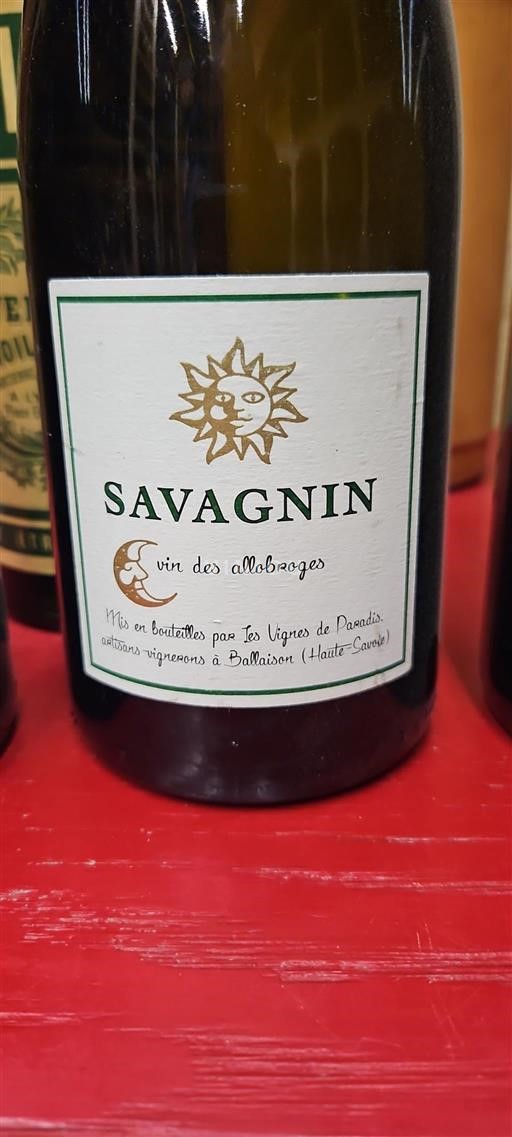 SAVAGNIN
vin des allobroges
Mis en bouteilles par Les Vignes de Paradis.
artisans-vignerons à Ballaison (Haute-Savoie)